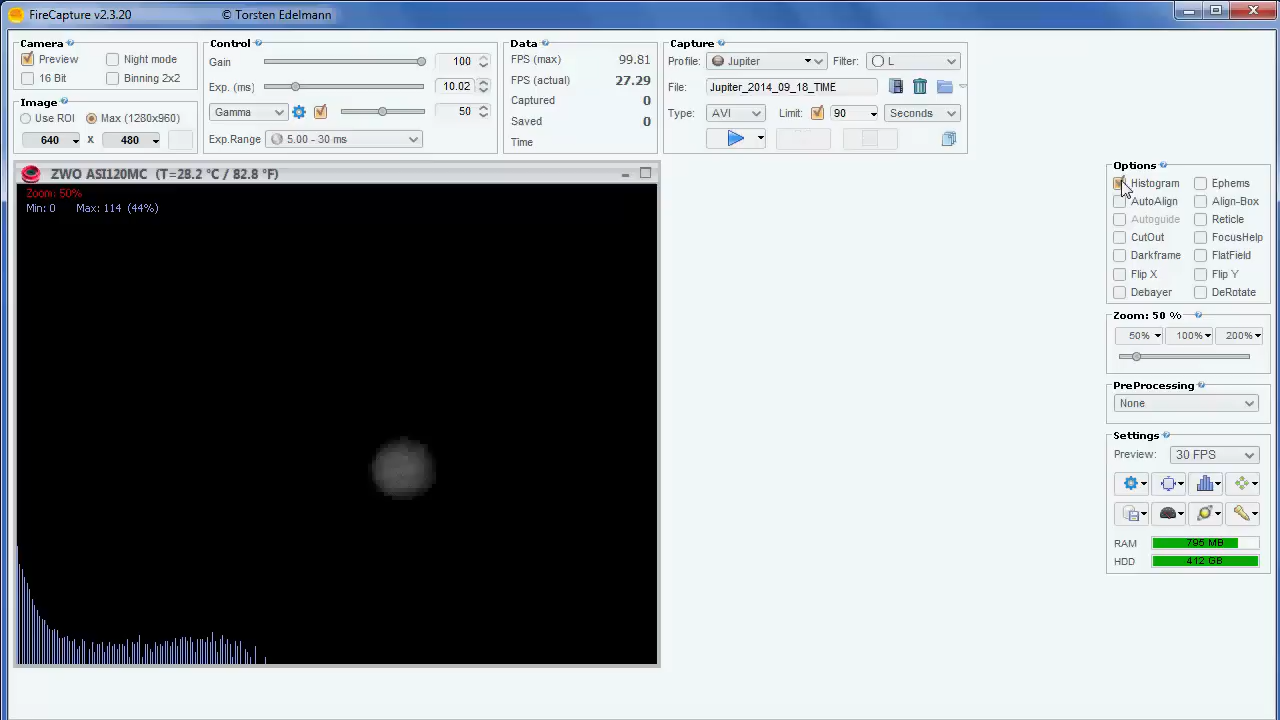 FireCapture v2.3.20 © Torsten Edelmann
Camera
Preview Night mode
16 Bit Binning 2x2
Image
Use ROI Max (1280x960)
640 x 480
Control
Gain 100
Exp. (ms) 10.02
Gamma 50
Exp.Range 5.00 - 30 ms
Data
FPS (max) 99.81
FPS (actual) 27.29
Captured 0
Saved 0
Time
Capture
Profile: Jupiter Filter: L
File: Jupiter_2014_09_18_TIME
Type: AVI Limit: 90 Seconds
ZWO ASI120MC (T=28.2 °C / 82.8 °F)
Zoom: 50%
Min: 0 Max: 114 (44%)
Options
Histogram Ephems
AutoAlign Align-Box
Autoguide Reticle
CutOut FocusHelp
Darkframe FlatField
Flip X Flip Y
Debayer DeRotate
Zoom: 50 %
50% 100% 200%
PreProcessing
None
Settings
Preview: 30 FPS
RAM 795 MB
HDD 412 GB